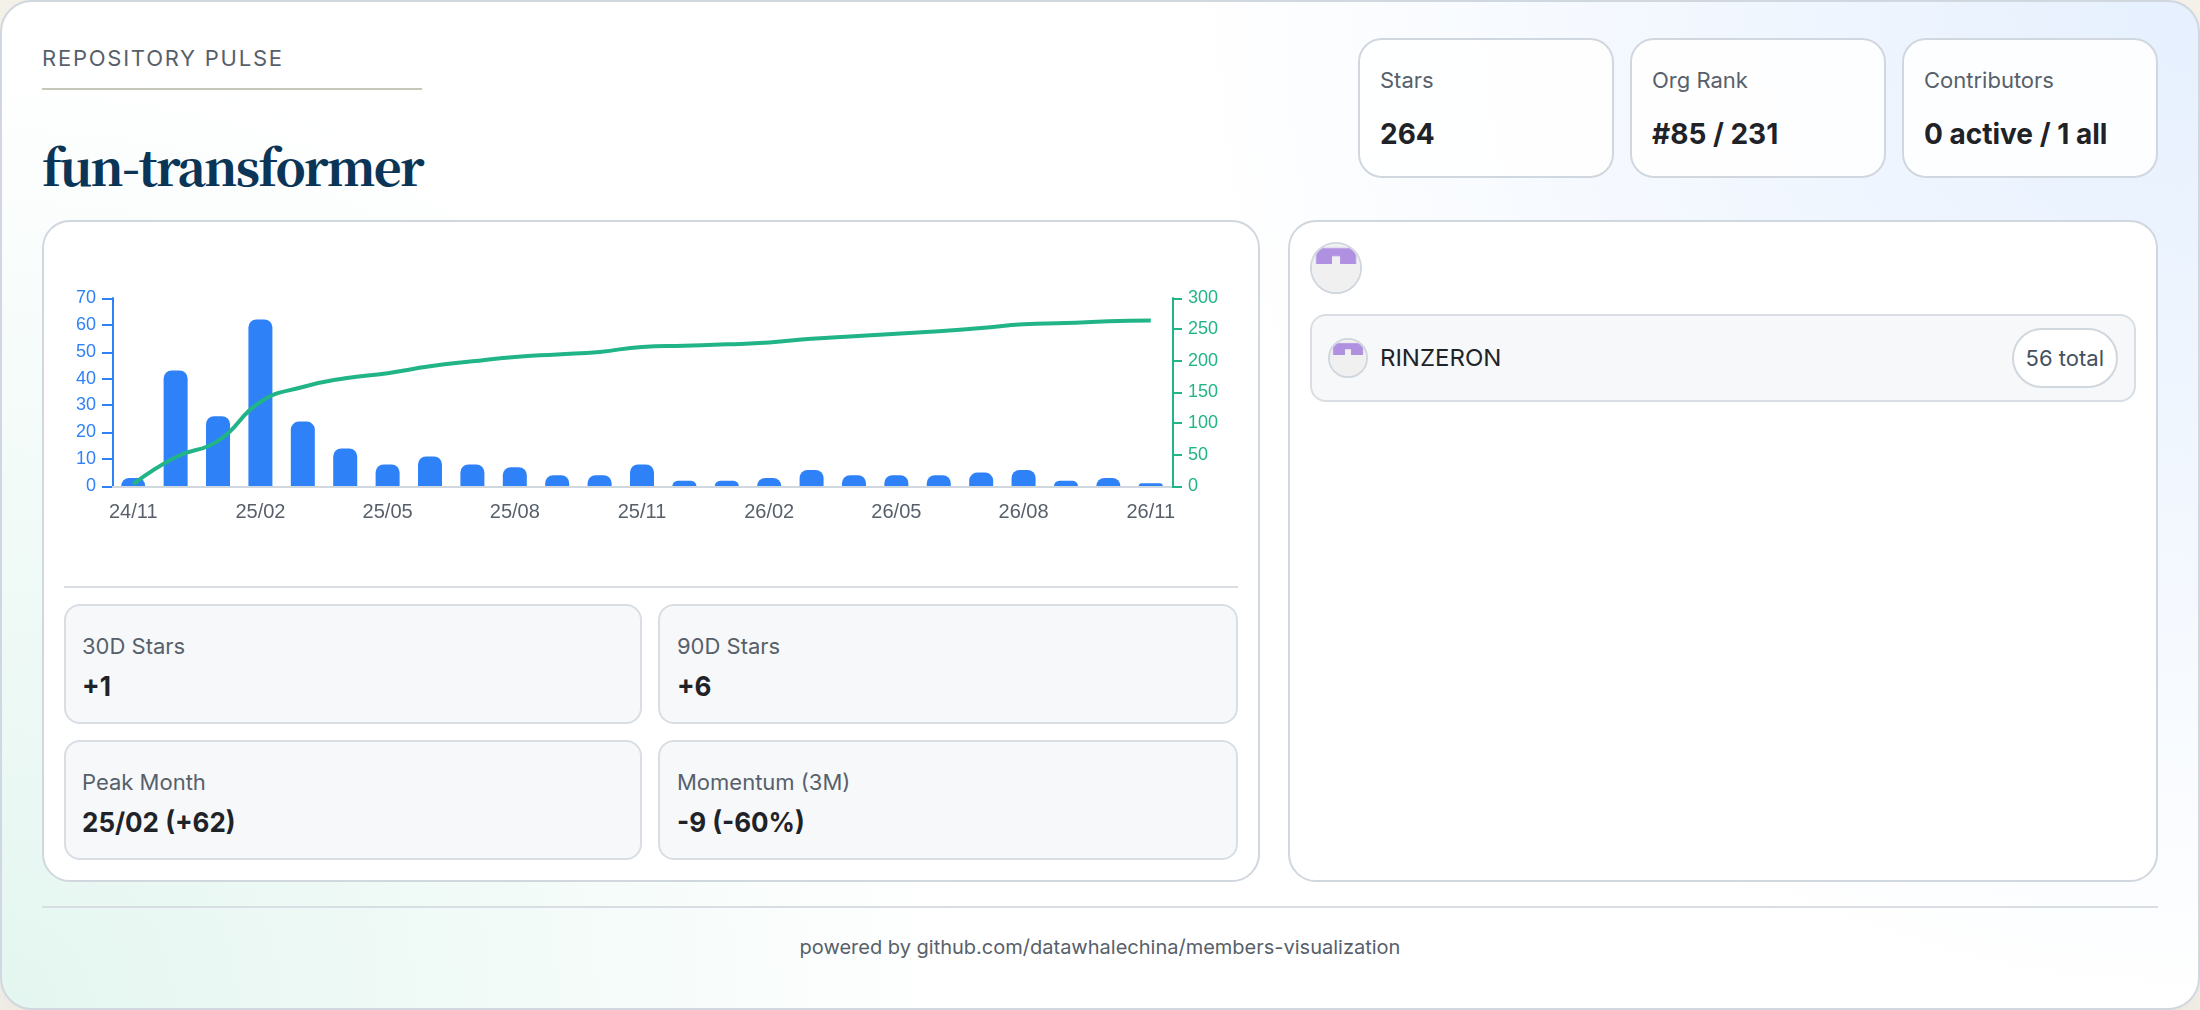 REPOSITORY PULSE
fun-transformer
Stars
264
Org Rank
#85 / 231
Contributors
0 active / 1 all
70
60
50
40
30
20
10
0
300
250
200
150
100
50
0
24/11 25/02 25/05 25/08 25/11 26/02 26/05 26/08 26/11
30D Stars
+1
90D Stars
+6
Peak Month
25/02 (+62)
Momentum (3M)
-9 (-60%)
RINZERON
56 total
powered by github.com/datawhalechina/members-visualization